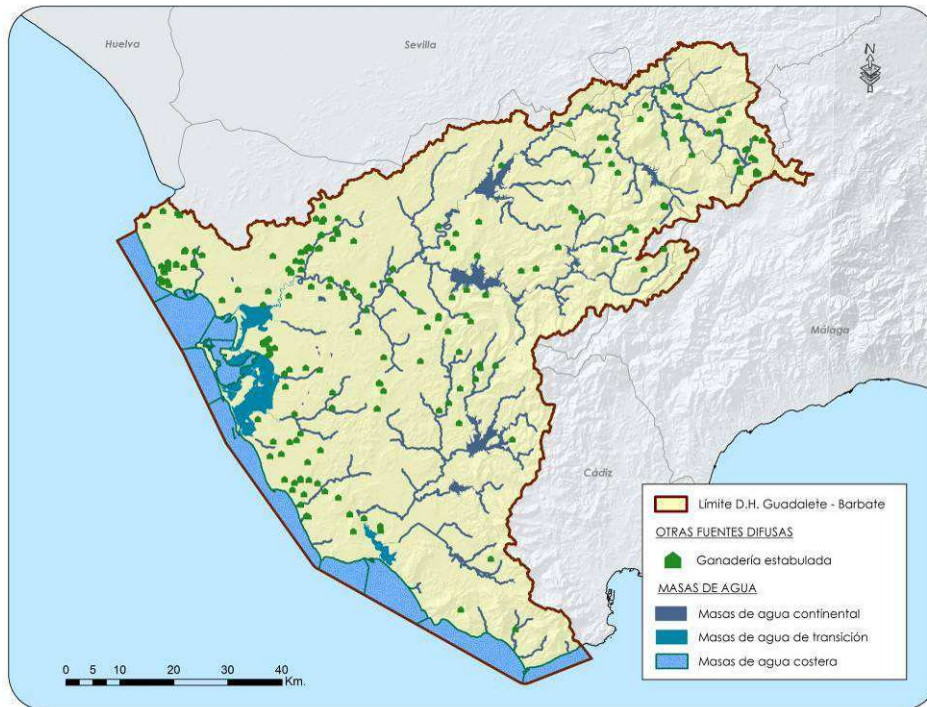 Huelva
Sevilla
N
Málaga
Cádiz
Límite D.H. Guadalete - Barbate
OTRAS FUENTES DIFUSAS
Ganadería estabulada
MASAS DE AGUA
Masas de agua continental
Masas de agua de transición
Masas de agua costera
0 5 10 20 30 40
Km.